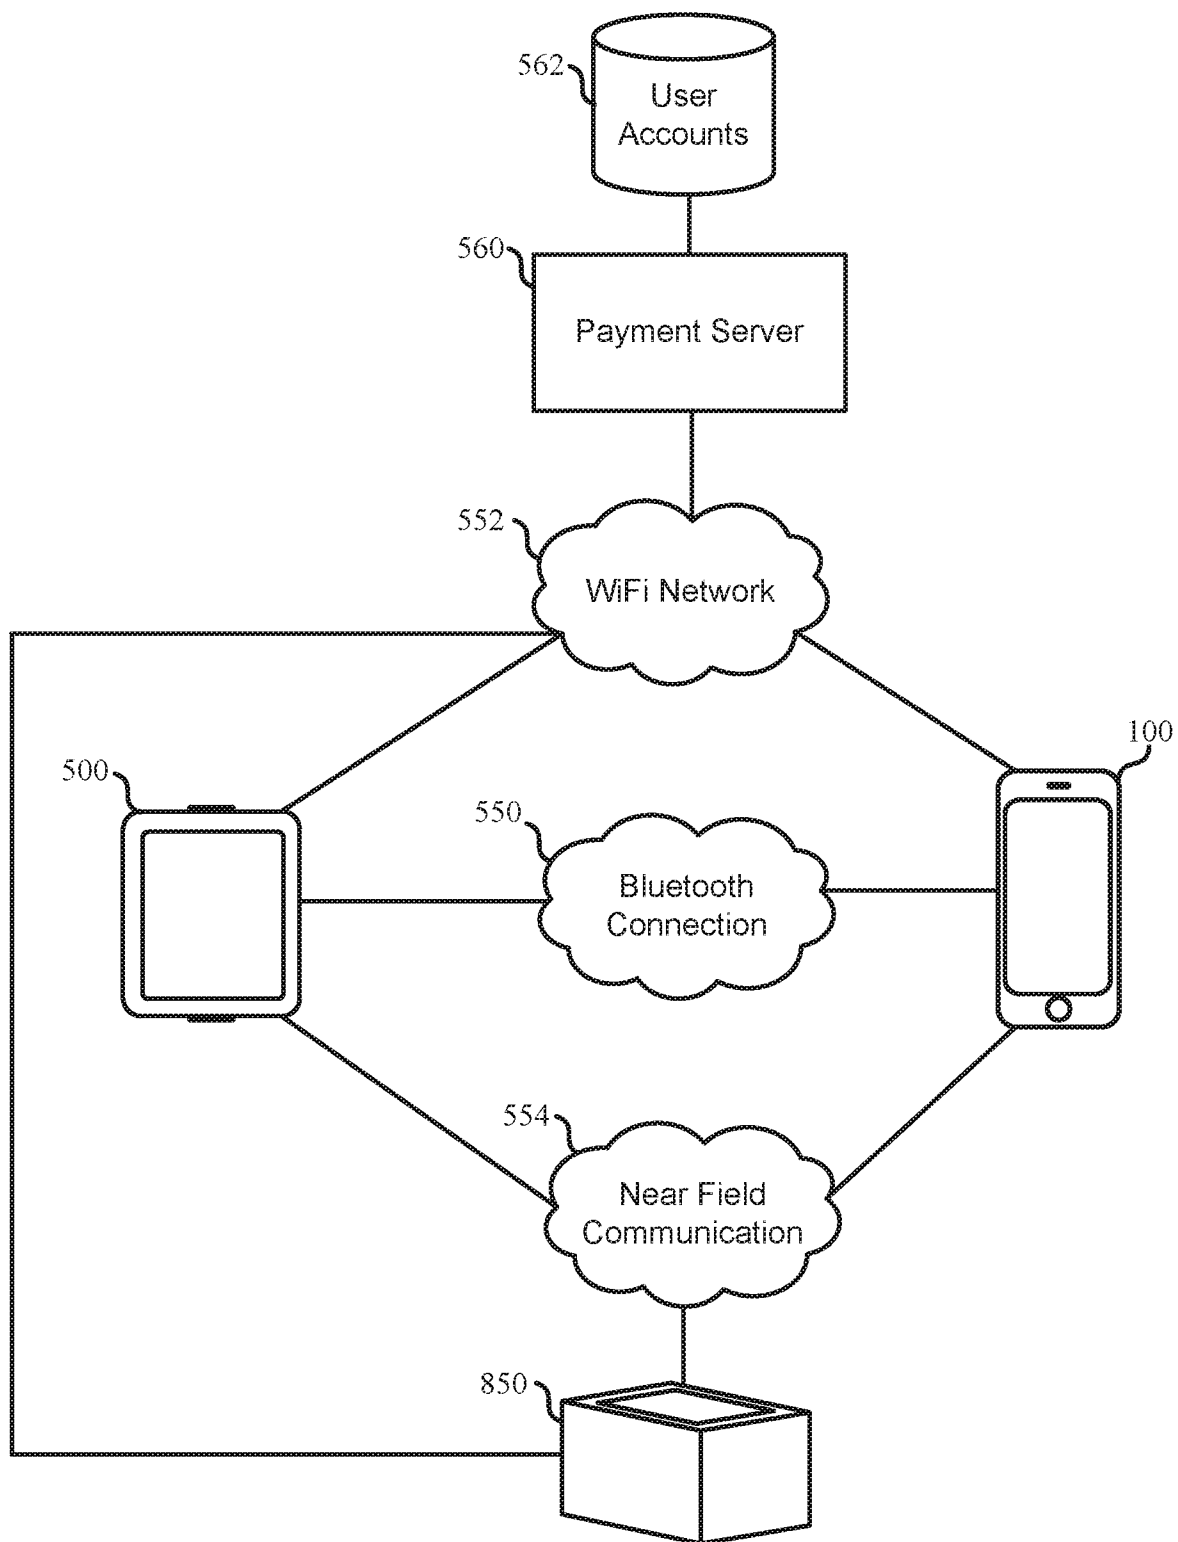 562
User
Accounts
560
Payment Server
552
WiFi Network
100
500
550
Bluetooth
Connection
554
Near Field
Communication
850